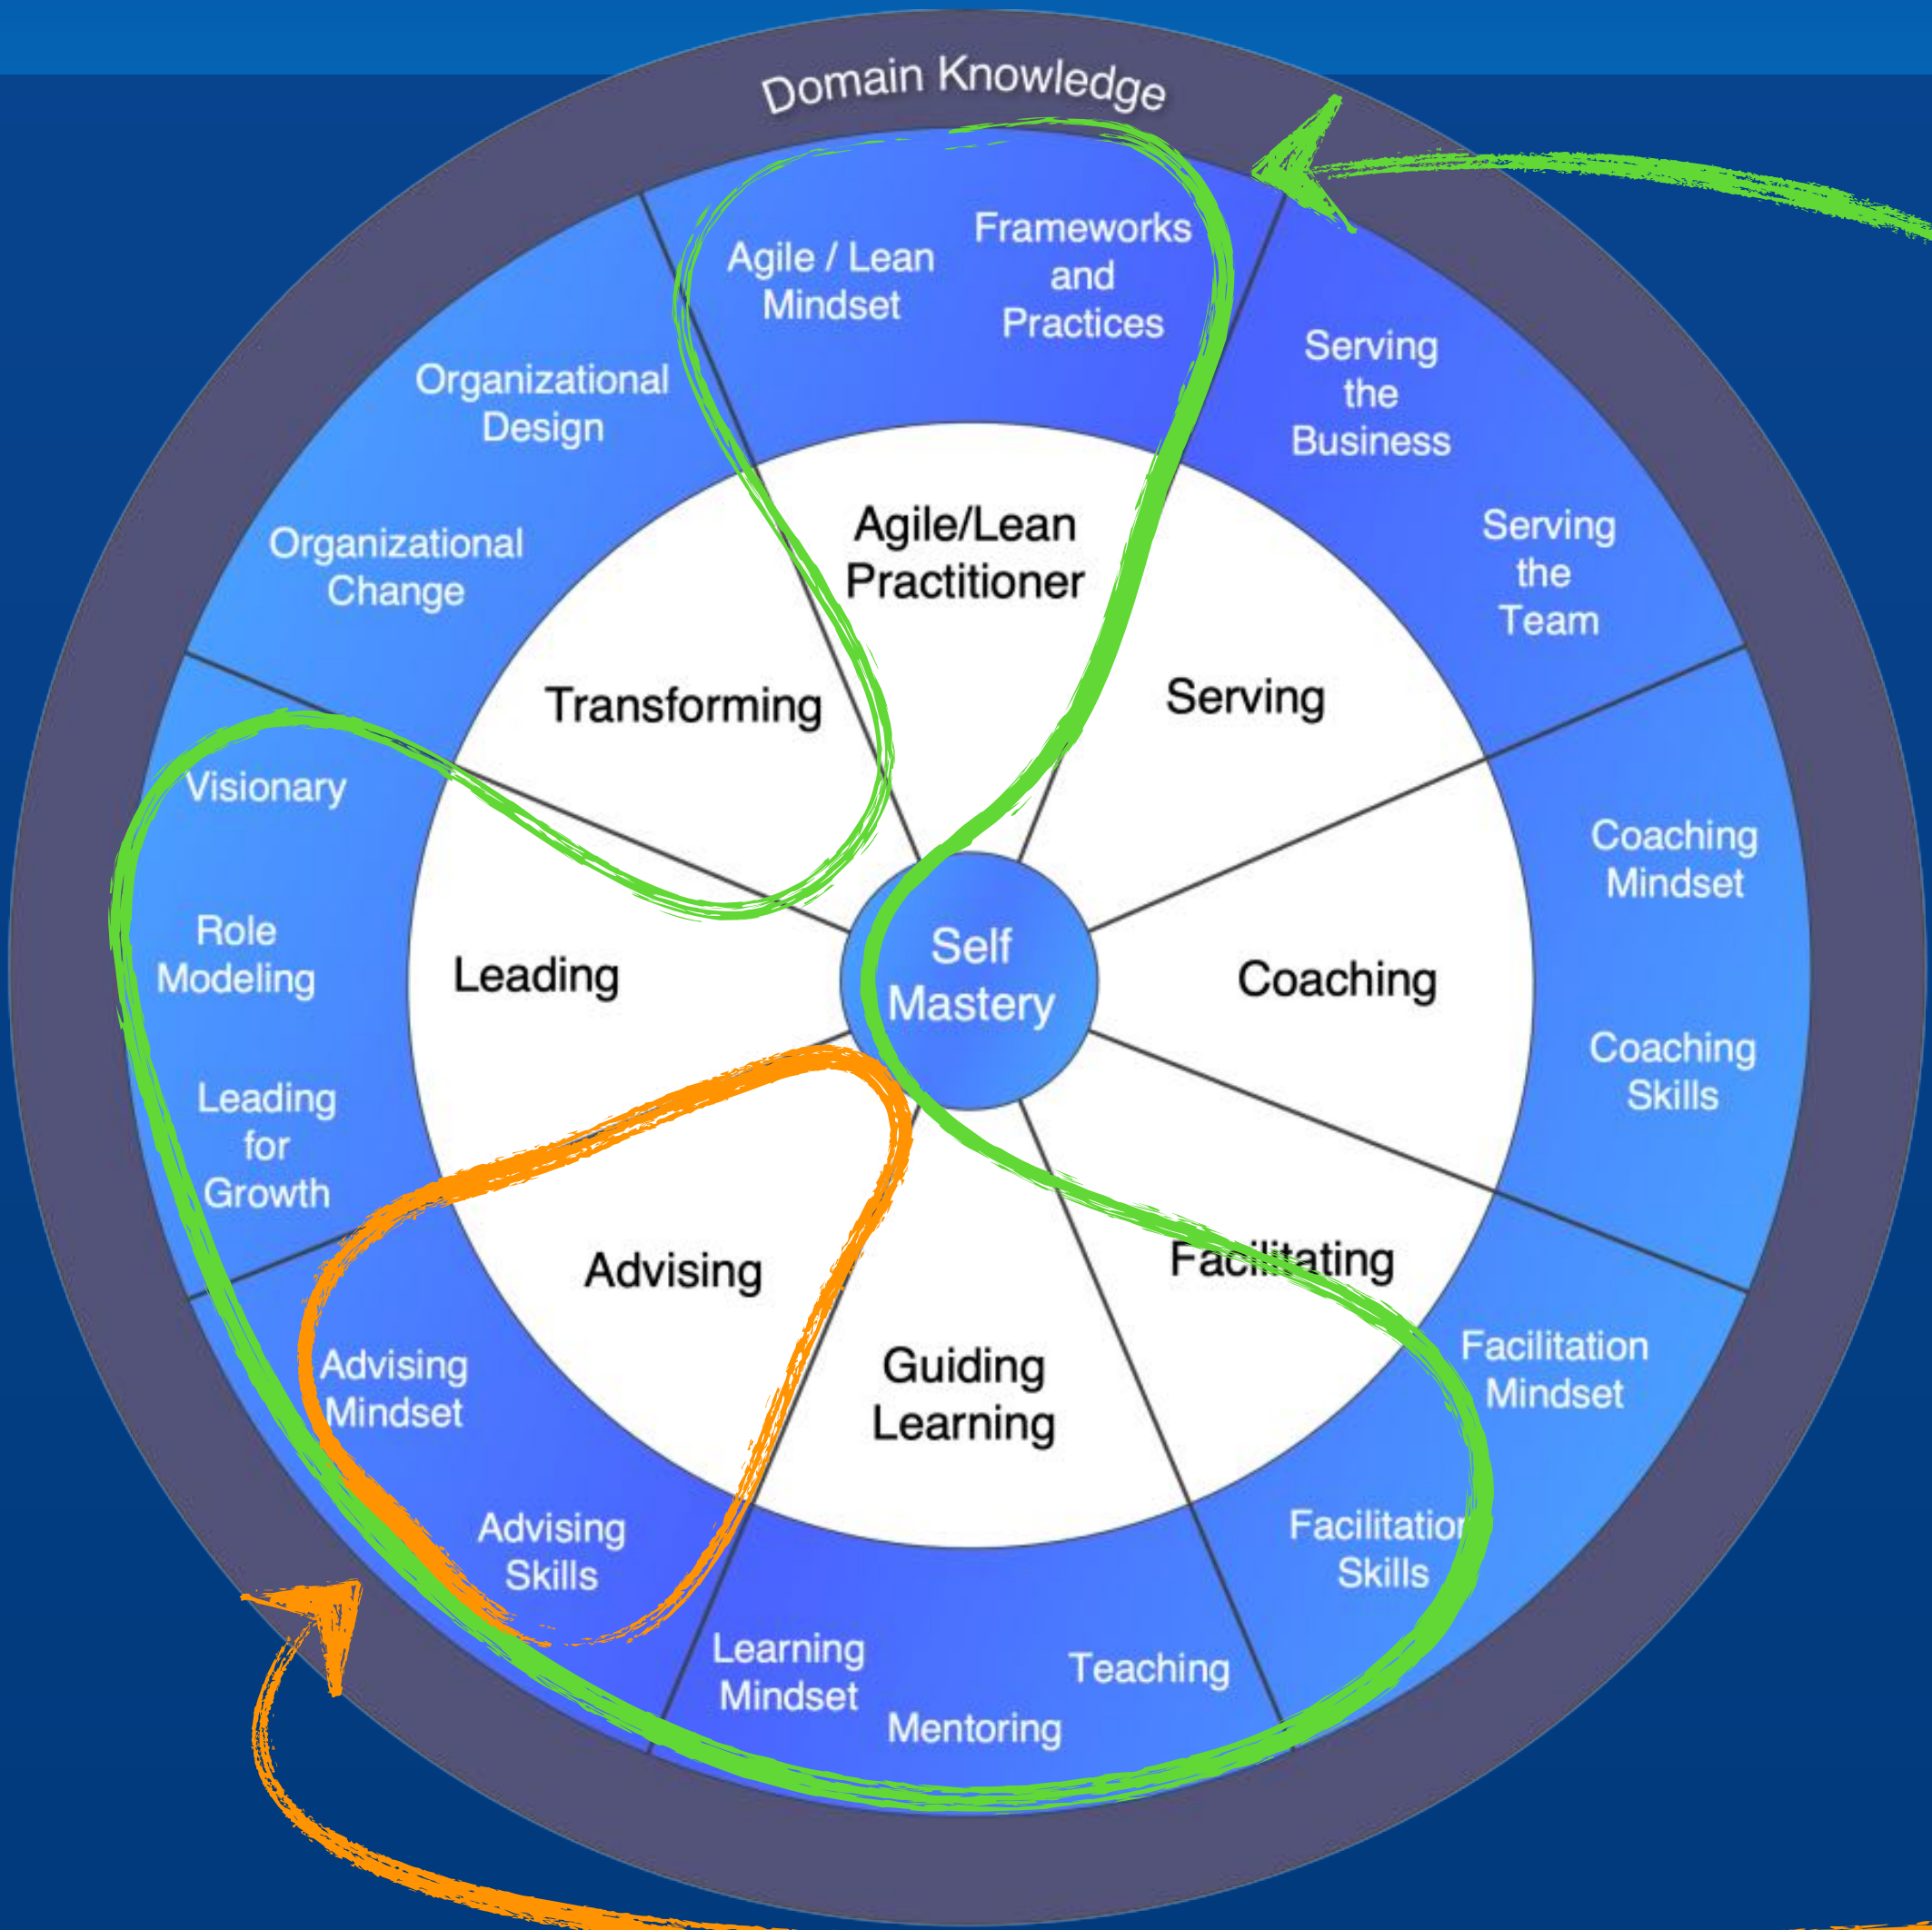 Domain Knowledge
Agile / Lean
Mindset
Frameworks
and
Practices
Serving
the
Business
Serving
the
Team
Coaching
Mindset
Coaching
Skills
Facilitation
Mindset
Facilitation
Skills
Teaching
Mentoring
Learning
Mindset
Advising
Skills
Advising
Mindset
Leading
for
Growth
Role
Modeling
Visionary
Organizational
Change
Organizational
Design
Agile/Lean
Practitioner
Serving
Coaching
Facilitating
Guiding
Learning
Advising
Leading
Transforming
Self
Mastery